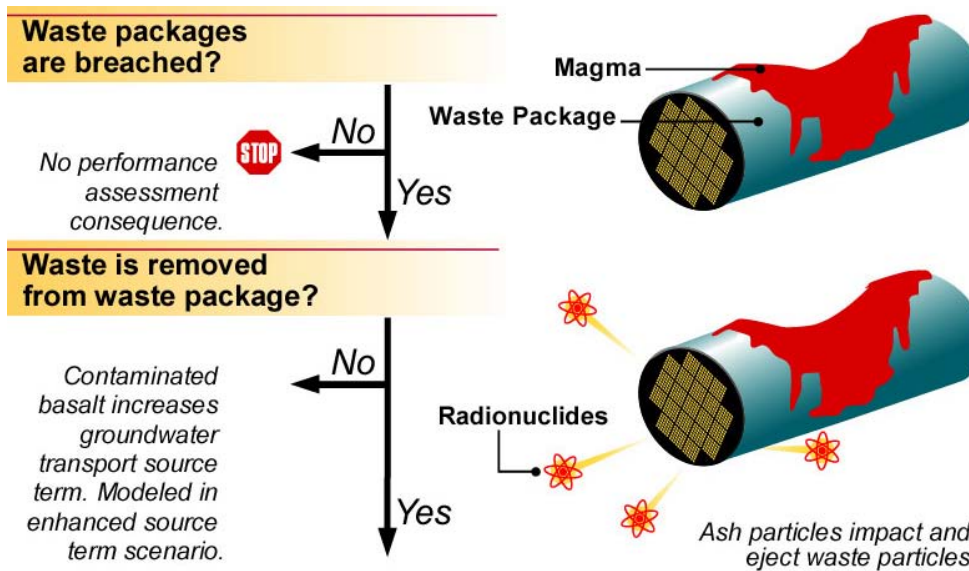 Waste packages
are breached?
Magma
Waste Package
No
STOP
No performance
assessment
consequence.
Yes
Waste is removed
from waste package?
No
Contaminated
basalt increases
groundwater
transport source
term. Modeled in
enhanced source
term scenario.
Radionuclides
Yes
Ash particles impact and
eject waste particles